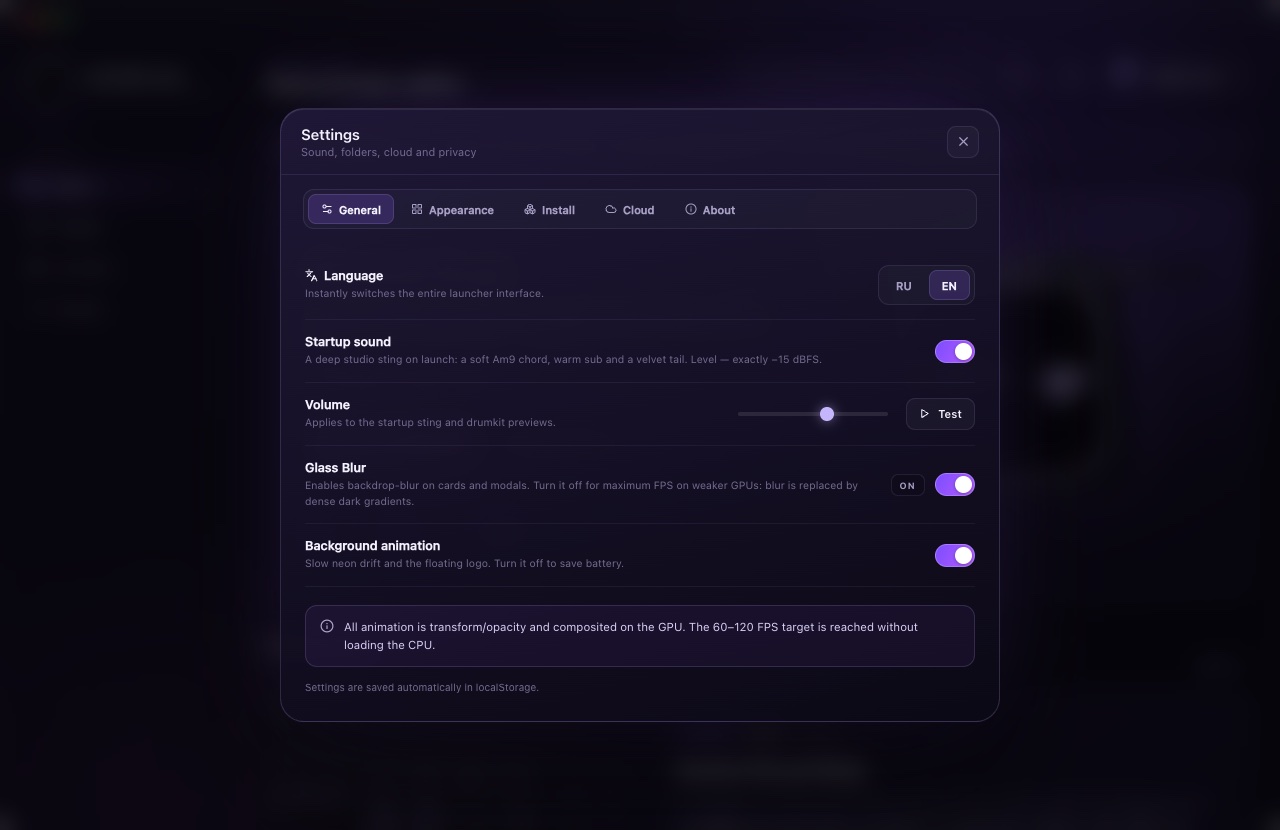 Settings
Sound, folders, cloud and privacy
General
Appearance
Install
Cloud
About
Language
Instantly switches the entire launcher interface.
RU
EN
Startup sound
A deep studio sting on launch: a soft Am9 chord, warm sub and a velvet tail. Level — exactly −15 dBFS.
Volume
Applies to the startup sting and drumkit previews.
Test
Glass Blur
Enables backdrop-blur on cards and modals. Turn it off for maximum FPS on weaker GPUs: blur is replaced by
dense dark gradients.
ON
Background animation
Slow neon drift and the floating logo. Turn it off to save battery.
All animation is transform/opacity and composited on the GPU. The 60–120 FPS target is reached without
loading the CPU.
Settings are saved automatically in localStorage.